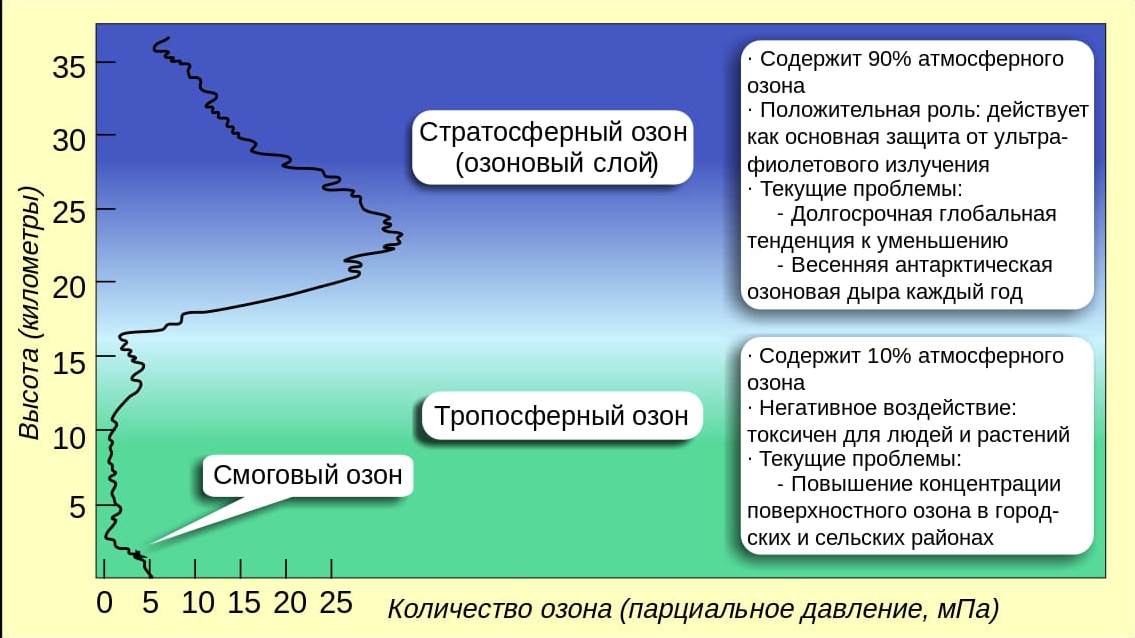 35
30
25
20
15
10
5
Высота (километры)
Стратосферный озон
(озоновый слой)
· Содержит 90% атмосферного
озона
· Положительная роль: действует
как основная защита от ультра-
фиолетового излучения
· Текущие проблемы:
- Долгосрочная глобальная
тенденция к уменьшению
- Весенняя антарктическая
озоновая дыра каждый год
Тропосферный озон
· Содержит 10% атмосферного
озона
· Негативное воздействие:
токсичен для людей и растений
· Текущие проблемы:
- Повышение концентрации
поверхностного озона в город-
ских и сельских районах
Смоговый озон
0 5 10 15 20 25
Количество озона (парциальное давление, мПа)